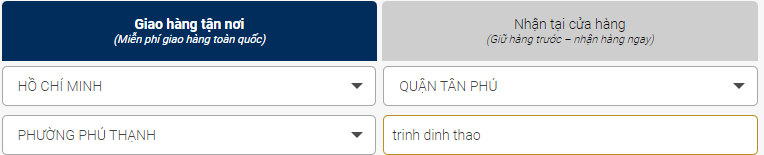 Giao hàng tận nơi
(Miễn phí giao hàng toàn quốc)
Nhận tại cửa hàng
(Giữ hàng trước – nhận hàng ngay)
HỒ CHÍ MINH
QUẬN TÂN PHÚ
PHƯỜNG PHÚ THẠNH
trinh dinh thao